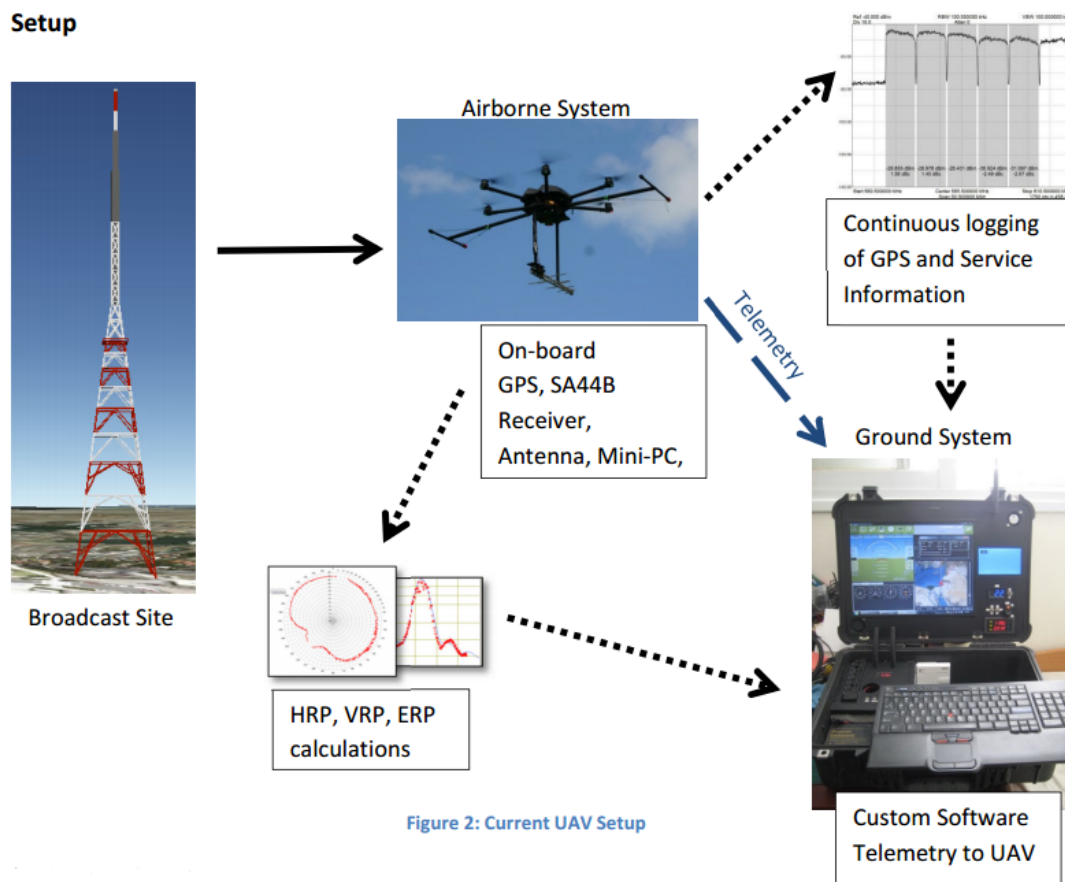 Setup
Airborne System
Continuous logging
of GPS and Service
Information
Telemetry
On-board
GPS, SA44B
Receiver,
Antenna, Mini-PC,
Ground System
Broadcast Site
HRP, VRP, ERP
calculations
Custom Software
Telemetry to UAV
Figure 2: Current UAV Setup